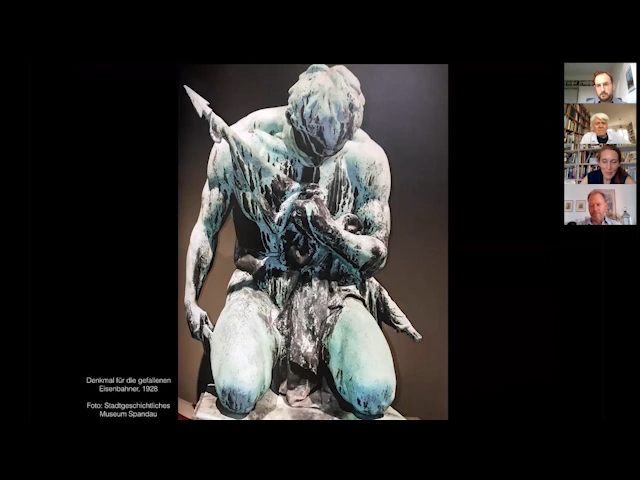 Denkmal für die gefallenen
Eisenbahner, 1928
Foto: Stadtgeschichtliches
Museum Spandau